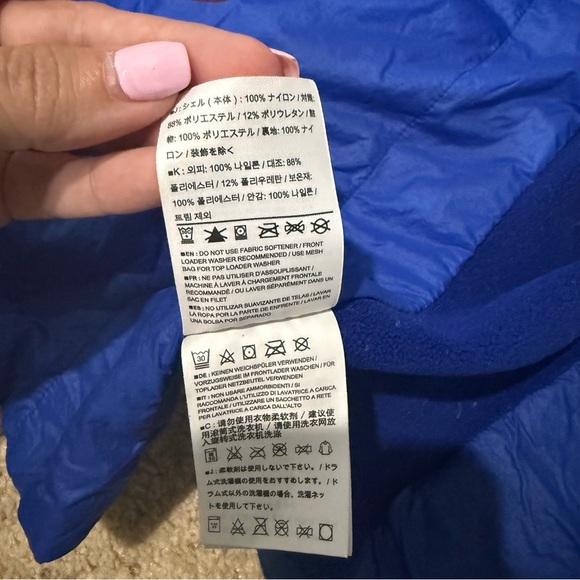 J: シェル (本体) : 100% ナイロン / 対照:
88% ポリエステル / 12% ポリウレタン /
物: 100% ポリエステル / 裏地: 100% ナイ
ロン / 装飾を除く
■K : 외피: 100% 나일론 / 대조: 88%
폴리에스터 / 12% 폴리우레탄 / 보온재:
100% 폴리에스터 / 안감: 100% 나일론 /
트림 제외
■EN : DO NOT USE FABRIC SOFTENER / FRONT
LOADER WASHER RECOMMENDED / USE MESH
BAG FOR TOP LOADER WASHER
■FR : NE PAS UTILISER D'ASSOUPLISSANT /
MACHINE À LAVER À CHARGEMENT FRONTALE
RECOMMANDÉ / OU LAVER SÉPARÉMENT DANS UN
SAC EN FILET
■ES : NO UTILIZAR SUAVIZANTE DE TELAS / LAVAR
LA ROPA POR LA PARTE DE ENFRENTE / LAVAR EN
UNA BOLSA POR SEPARADO
30
■DE : KEINEN WEICHSPÜLER VERWENDEN /
VORZUGSWEISE IM FRONTLADER WASCHEN / FÜR
TOPLADER NETZBEUTEL VERWENDEN
■IT : NON USARE AMMORBIDENTI / SI
RACCOMANDA L'UTILIZZO DI LAVATRICE A CARICA
FRONTALE / UTILIZZARE UN SACCHETTO A RETE
PER LAVATRICE A CARICA DALL'ALTO
■C : 请勿使用衣物柔软剂 / 建议使
用滚筒式洗衣机 / 请使用衣网放
入旋转式洗衣机洗涤
■J : 柔軟剤は使用しないで下さい。/ ドラ
ム式洗濯機の使用をおすすめします。/ ド
ラム式以外の洗濯機の場合、洗濯ネッ
トを使用して下さい。